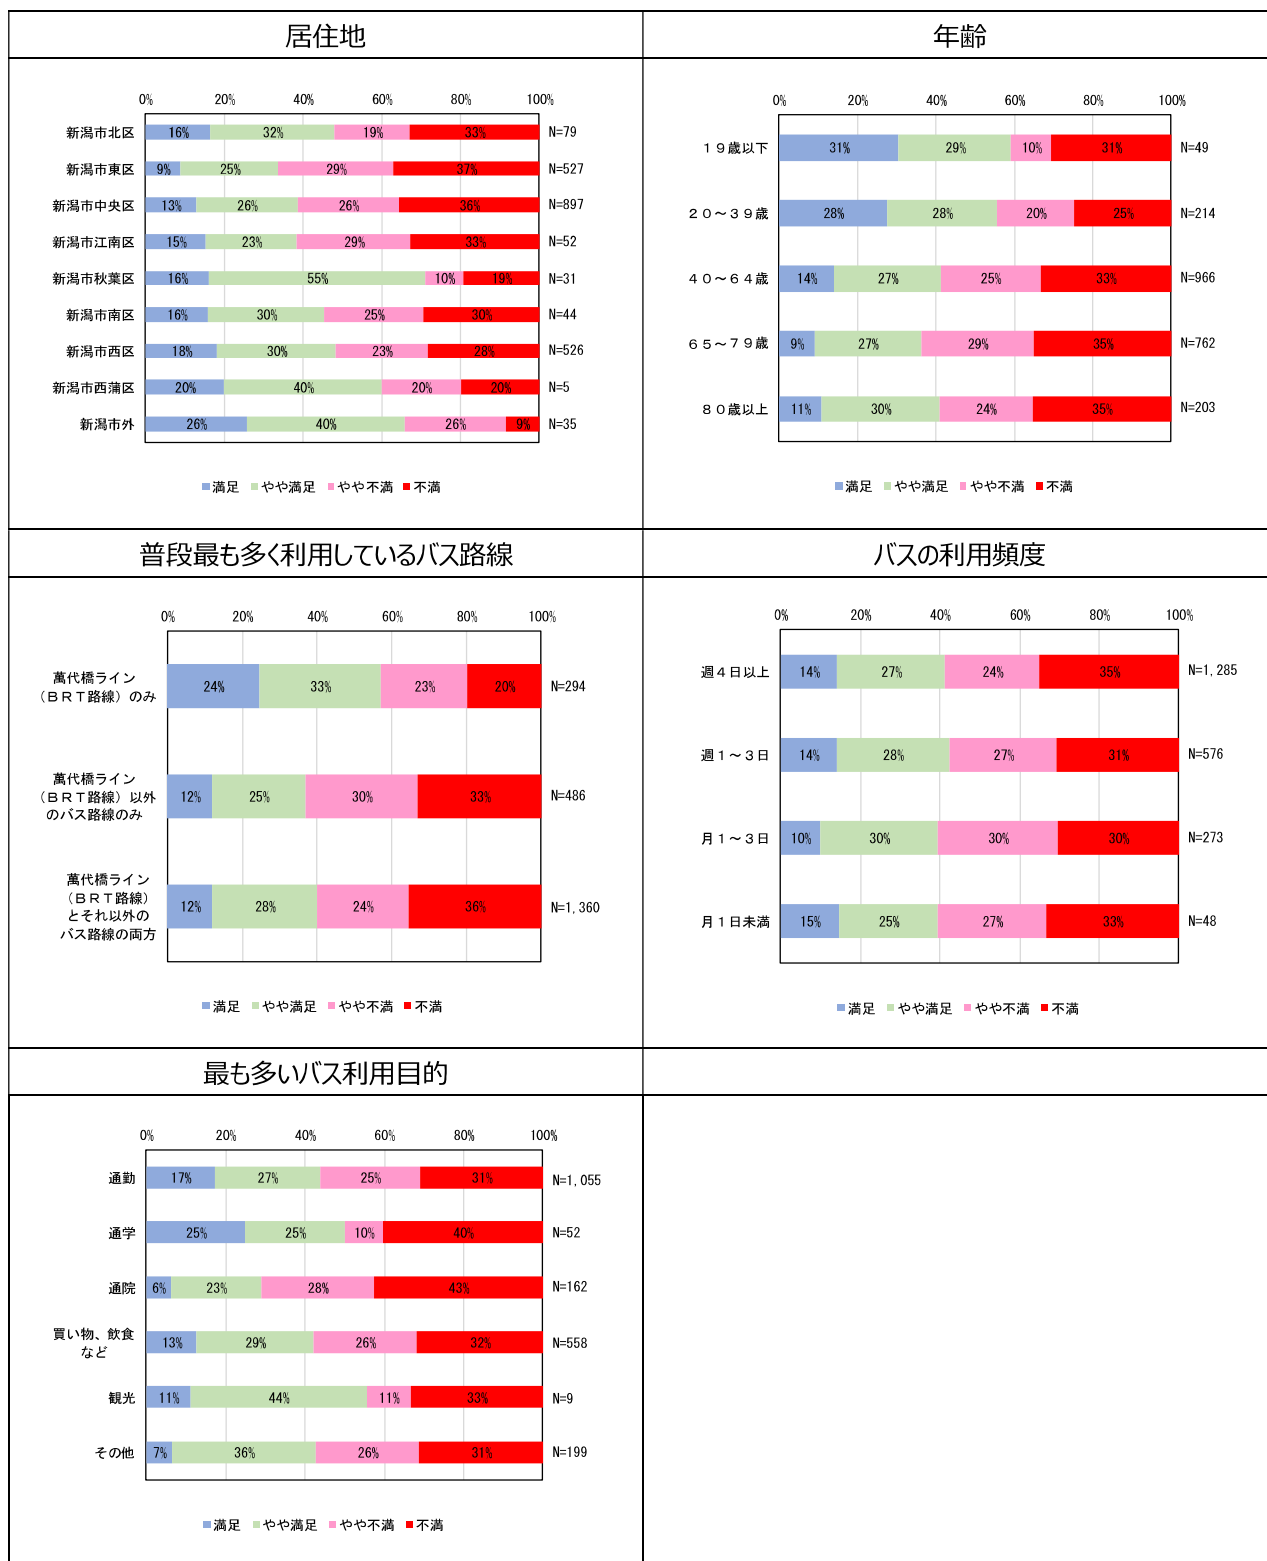 居住地
0% 20% 40% 60% 80% 100%
新潟市北区 16% 32% 19% 33% N=79
新潟市東区 9% 25% 29% 37% N=527
新潟市中央区 13% 26% 26% 36% N=897
新潟市江南区 15% 23% 29% 33% N=52
新潟市秋葉区 16% 55% 10% 19% N=31
新潟市南区 16% 30% 25% 30% N=44
新潟市西区 18% 30% 23% 28% N=526
新潟市西蒲区 20% 40% 20% 20% N=5
新潟市外 26% 40% 26% 9% N=35
満足 やや満足 やや不満 不満
年齢
0% 20% 40% 60% 80% 100%
１９歳以下 31% 29% 10% 31% N=49
２０～３９歳 28% 28% 20% 25% N=214
４０～６４歳 14% 27% 25% 33% N=966
６５～７９歳 9% 27% 29% 35% N=762
８０歳以上 11% 30% 24% 35% N=203
満足 やや満足 やや不満 不満
普段最も多く利用しているバス路線
0% 20% 40% 60% 80% 100%
萬代橋ライン
（ＢＲＴ路線）のみ
24% 33% 23% 20% N=294
萬代橋ライン
（ＢＲＴ路線）以外
のバス路線のみ
12% 25% 30% 33% N=486
萬代橋ライン
（ＢＲＴ路線）
とそれ以外の
バス路線の両方
12% 28% 24% 36% N=1,360
満足 やや満足 やや不満 不満
バスの利用頻度
0% 20% 40% 60% 80% 100%
週４日以上 14% 27% 24% 35% N=1,285
週１～３日 14% 28% 27% 31% N=576
月１～３日 10% 30% 30% 30% N=273
月１日未満 15% 25% 27% 33% N=48
満足 やや満足 やや不満 不満
最も多いバス利用目的
0% 20% 40% 60% 80% 100%
通勤 17% 27% 25% 31% N=1,055
通学 25% 25% 10% 40% N=52
通院 6% 23% 28% 43% N=162
買い物、飲食
など
13% 29% 26% 32% N=558
観光 11% 44% 11% 33% N=9
その他 7% 36% 26% 31% N=199
満足 やや満足 やや不満 不満